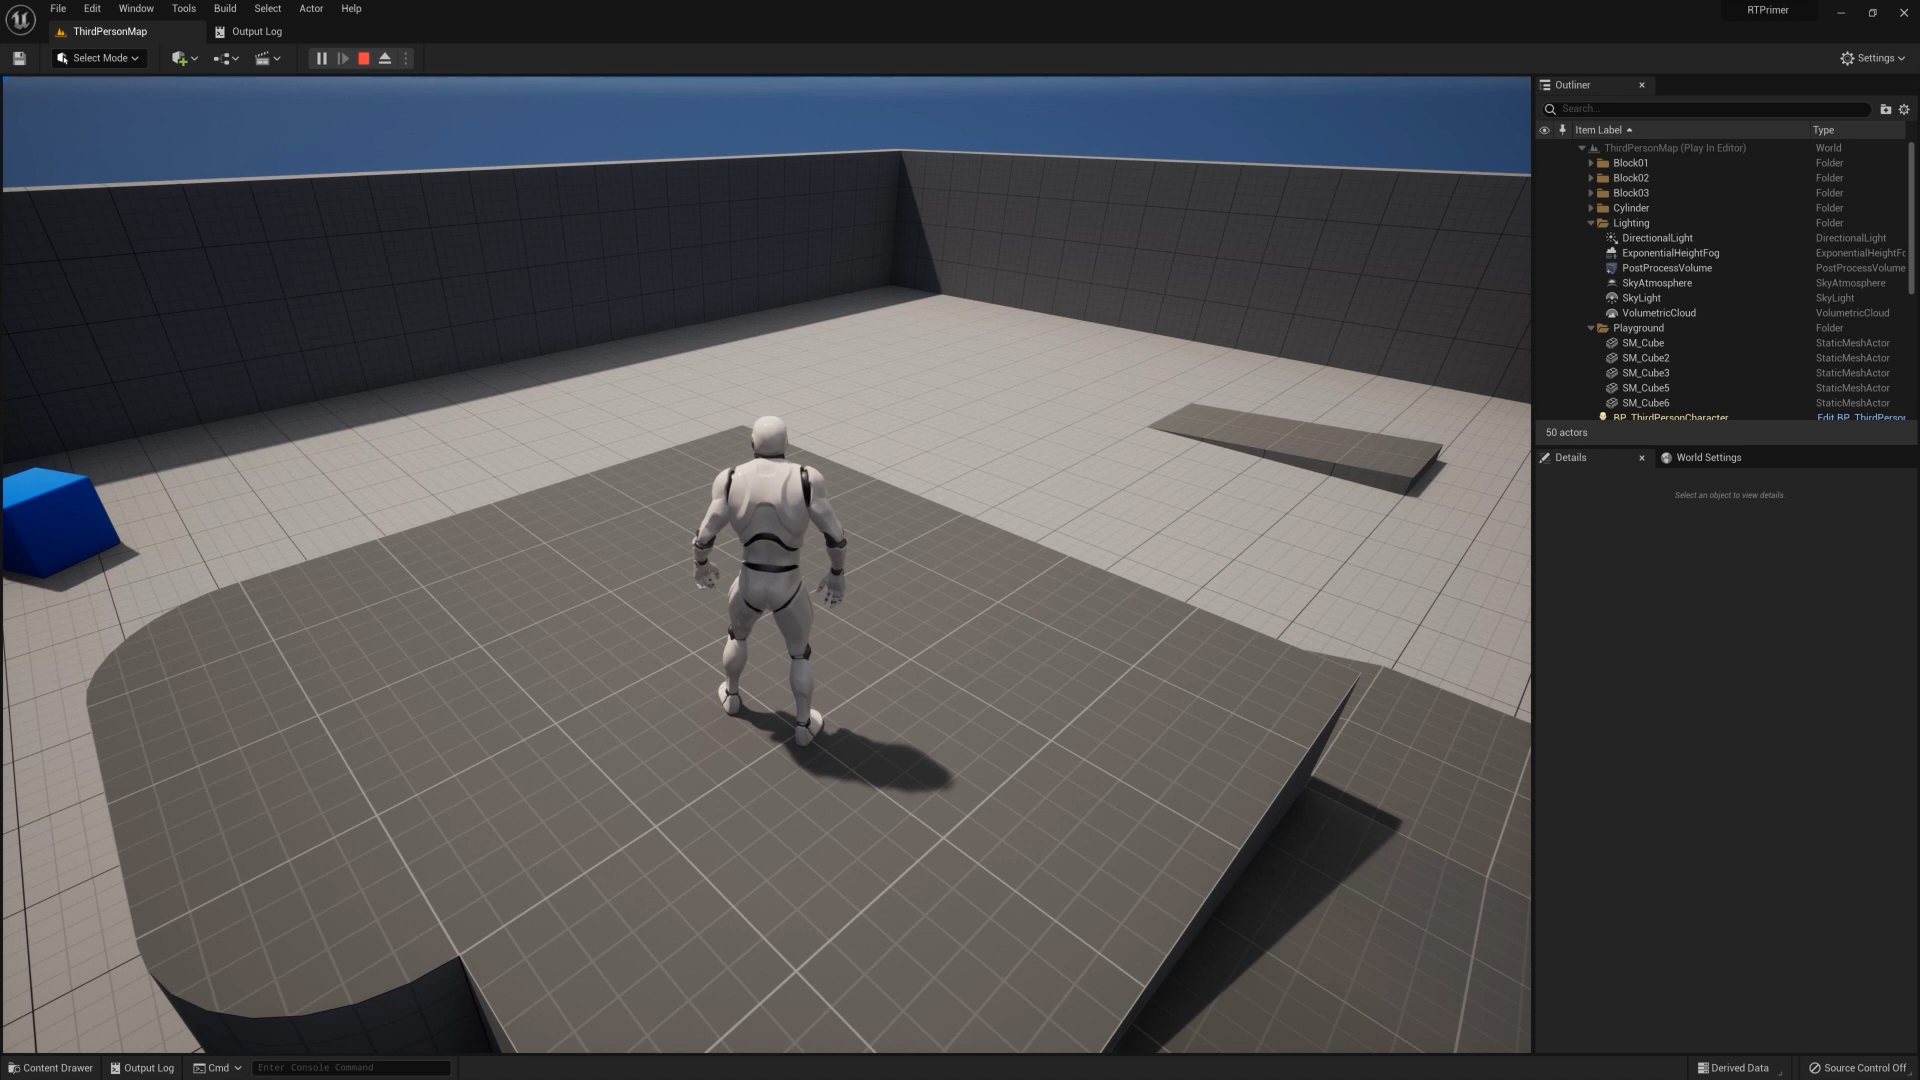 File Edit Window Tools Build Select Actor Help
RTPrimer
ThirdPersonMap
Output Log
Select Mode
Settings
Outliner
Search...
Item Label Type
ThirdPersonMap (Play In Editor) World
Block01 Folder
Block02 Folder
Block03 Folder
Cylinder Folder
Lighting Folder
DirectionalLight DirectionalLight
ExponentialHeightFog ExponentialHeightFo
PostProcessVolume PostProcessVolume
SkyAtmosphere SkyAtmosphere
SkyLight SkyLight
VolumetricCloud VolumetricCloud
Playground Folder
SM_Cube StaticMeshActor
SM_Cube2 StaticMeshActor
SM_Cube3 StaticMeshActor
SM_Cube5 StaticMeshActor
SM_Cube6 StaticMeshActor
BP_ThirdPersonCharacter Edit BP_ThirdPerson
50 actors
Details
World Settings
Select an object to view details
Content Drawer Output Log Cmd Enter Console Command Derived Data Source Control Off